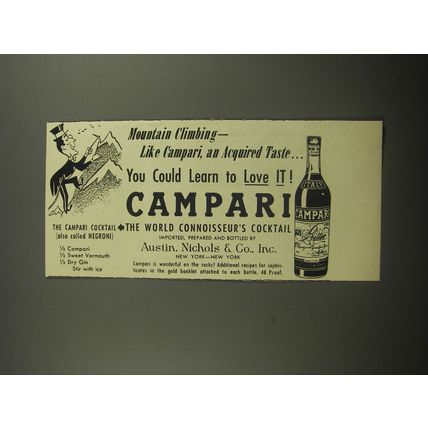 Mountain Climbing—
Like Campari, an Acquired Taste...
You Could Learn to Love IT!
CAMPARI
THE WORLD CONNOISSEUR'S COCKTAIL
IMPORTED, PREPARED AND BOTTLED BY
Austin, Nichols & Co., Inc.
NEW YORK—NEW YORK
Campari is wonderful on the rocks! Additional recipes for sophis-
ticates in the gold booklet attached to each bottle. 48 Proof.
THE CAMPARI COCKTAIL
(also called NEGRONI)
⅓ Campari
⅓ Sweet Vermouth
⅓ Dry Gin
Stir with ice
ITALY
CAMPARI
Bitter